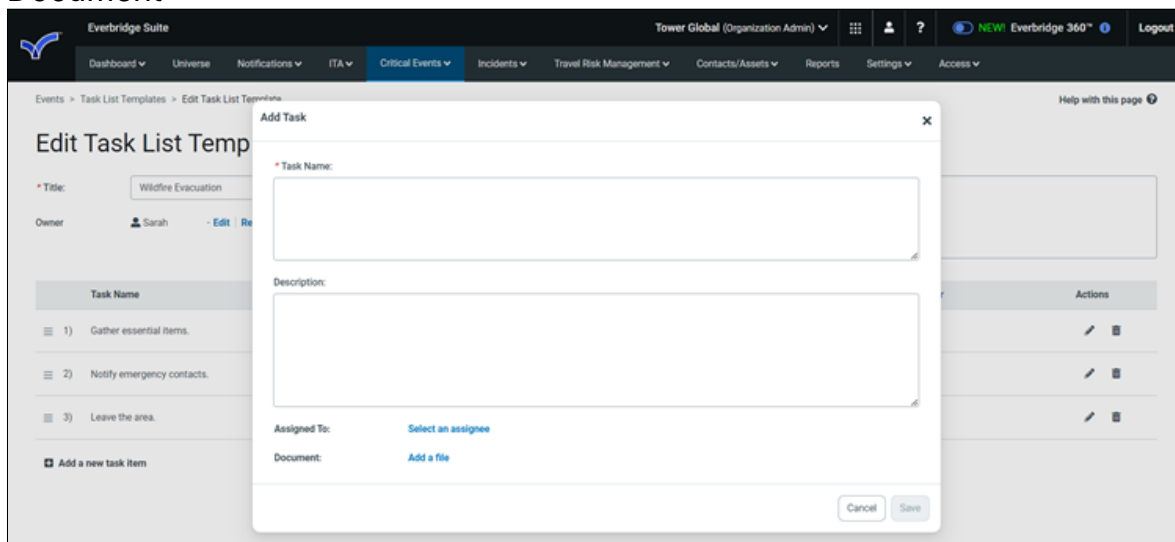 Document
Everbridge Suite
Tower Global (Organization Admin)
?
NEW! Everbridge 360™
Logout
Dashboard
Universe
Notifications
ITA
Critical Events
Incidents
Travel Risk Management
Contacts/Assets
Reports
Settings
Access
Events > Task List Templates > Edit Task List Template
Help with this page
Edit Task List Temp
* Title:
Wildfire Evacuation
Owner
Sarah
- Edit | Re
Task Name
Actions
1) Gather essential items.
2) Notify emergency contacts.
3) Leave the area.
Add a new task item
Add Task
* Task Name:
Description:
Assigned To:
Select an assignee
Document:
Add a file
Cancel
Save